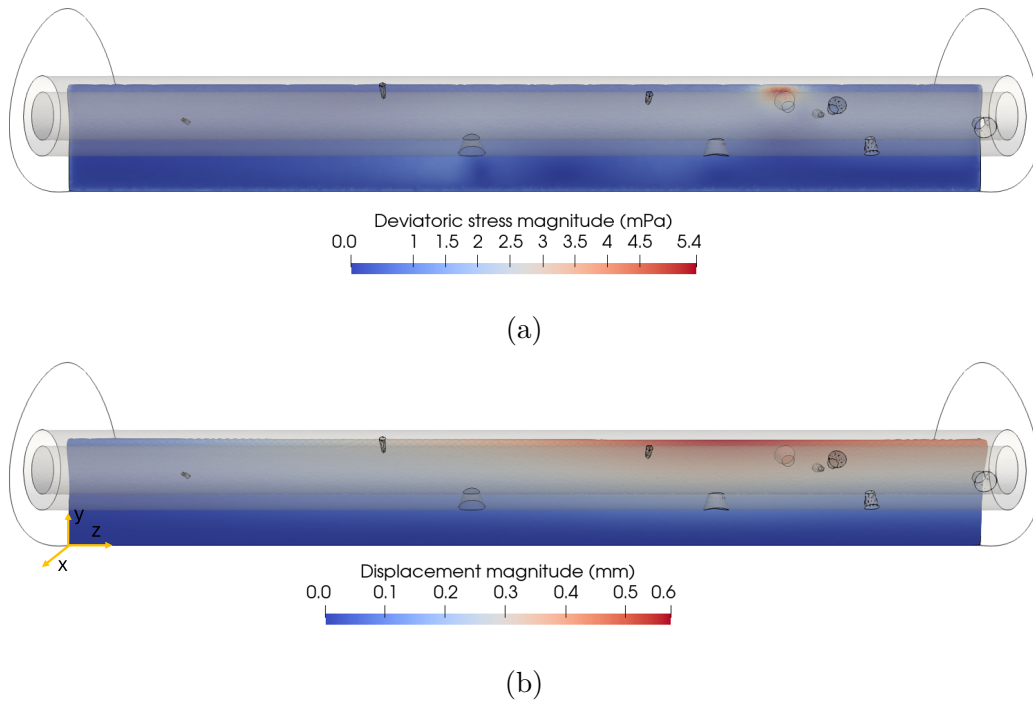 Deviatoric stress magnitude (mPa)
0.0 1 1.5 2 2.5 3 3.5 4 4.5 5.4
(a)
y
z
x
Displacement magnitude (mm)
0.0 0.1 0.2 0.3 0.4 0.5 0.6
(b)